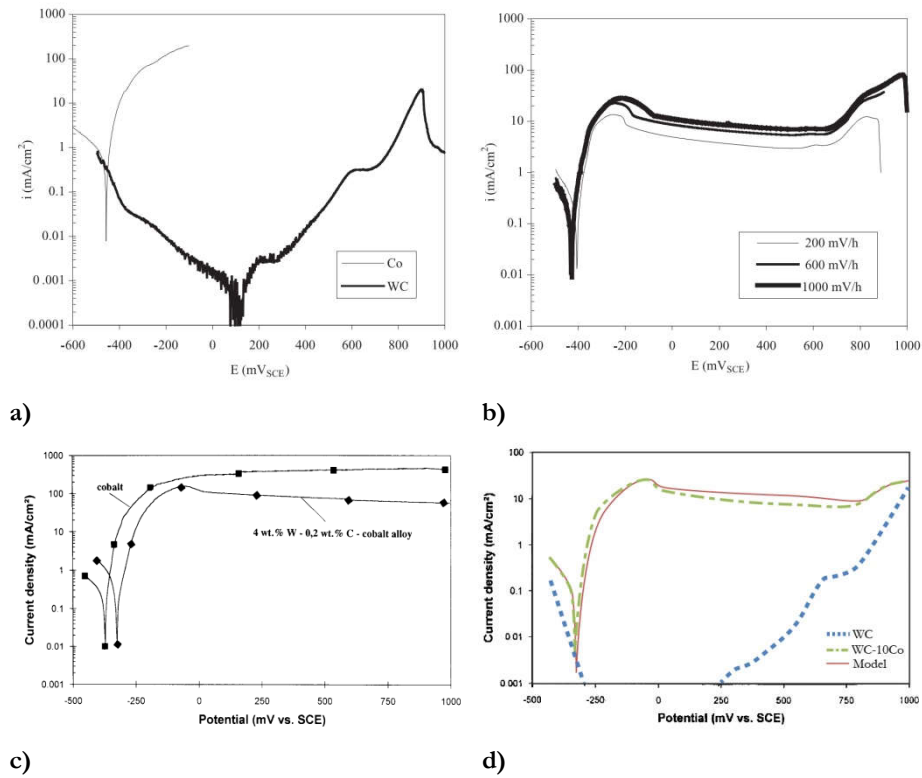 1000
100
10
1
0.1
0.01
0.001
0.0001
i (mA/cm²)
-600 -400 -200 0 200 400 600 800 1000
E (mV_SCE)
Co
WC
a)
1000
100
10
1
0.1
0.01
0.001
i (mA/cm²)
-600 -400 -200 0 200 400 600 800 1000
E (mV_SCE)
200 mV/h
600 mV/h
1000 mV/h
b)
1000
100
10
1
0.1
0.01
0.001
Current density (mA/cm²)
cobalt
4 wt.% W - 0,2 wt.% C - cobalt alloy
-500 -250 0 250 500 750 1000
Potential (mV vs. SCE)
c)
100
10
1
0.1
0.01
0.001
Current density (mA/cm²)
WC
WC-10Co
Model
-500 -250 0 250 500 750 1000
Potential (mV vs. SCE)
d)